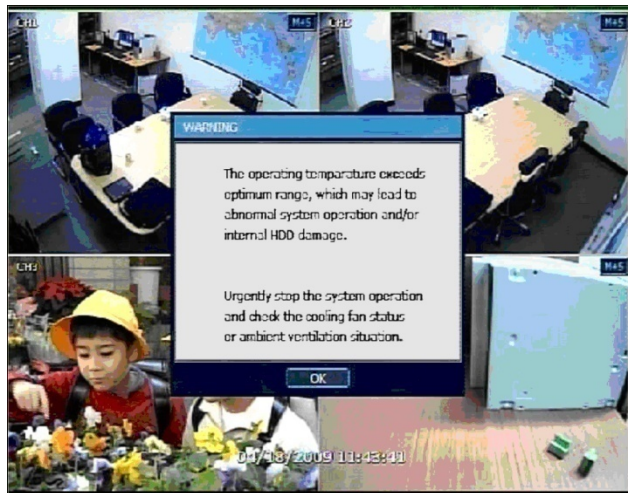 CH1
M+S
CH2
M+S
WARNING
The operating temparature exceeds
optimum range, which may lead to
abnormal system operation and/or
internal HDD damage.
Urgently stop the system operation
and check the cooling fan status
or ambient ventilation situation.
OK
CH3
M+S
04/18/2009 11:43:41